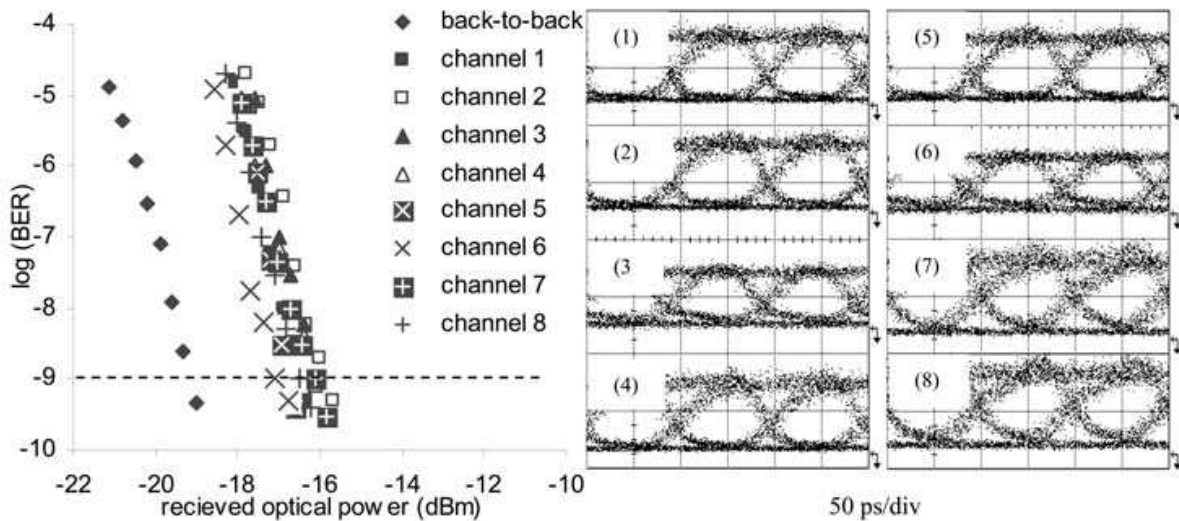 -4
-5
-6
-7
-8
-9
-10
log (BER)
-22
-20
-18
-16
-14
-12
-10
recieved optical power (dBm)
back-to-back
channel 1
channel 2
channel 3
channel 4
channel 5
channel 6
channel 7
channel 8
(1)
(2)
(3
(4)
(5)
(6)
(7)
(8)
50 ps/div